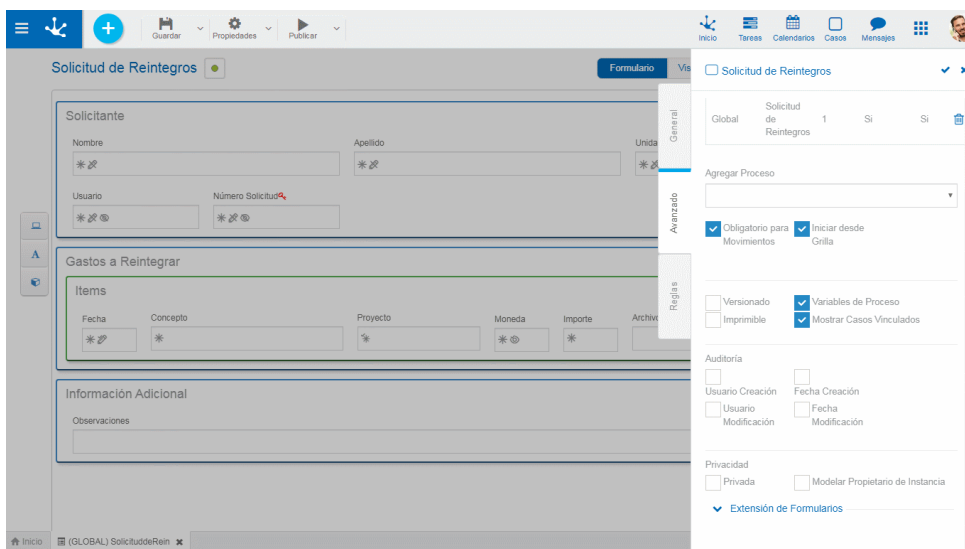 Guardar
Propiedades
Publicar
Inicio
Tareas
Calendarios
Casos
Mensajes
Solicitud de Reintegros
Formulario
Vis
Solicitante
Nombre
Apellido
Unida
Usuario
Número Solicitud
A
Gastos a Reintegrar
Items
Fecha
Concepto
Proyecto
Moneda
Importe
Archivo
Información Adicional
Observaciones
General
Avanzado
Reglas
Solicitud de Reintegros
Global
Solicitud
de
Reintegros
1
Si
Si
Agregar Proceso
Obligatorio para
Movimientos
Iniciar desde
Grilla
Versionado
Variables de Proceso
Imprimible
Mostrar Casos Vinculados
Auditoría
Usuario Creación
Fecha Creación
Usuario
Modificación
Fecha
Modificación
Privacidad
Privada
Modelar Propietario de Instancia
Extensión de Formularios
Inicio
(GLOBAL) SolicituddeRein